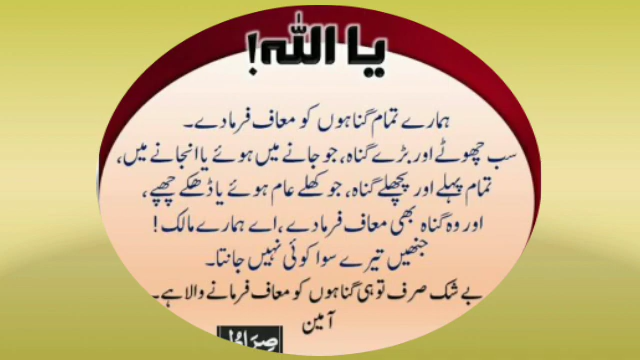 یا اللہ!
ہمارے تمام گناہوں کو معاف فرمادے۔
سب چھوٹے اور بڑے گناہ، جو جانے میں ہوئے یا انجانے میں،
تمام پہلے اور پچھلے گناہ، جو کھلے عام ہوئے یا ڈھکے چھپے،
اور وہ گناہ بھی معاف فرمادے، اے ہمارے مالک!
جنھیں تیرے سوا کوئی نہیں جانتا۔
بے شک صرف تو ہی گناہوں کو معاف فرمانے والا ہے۔
آمین